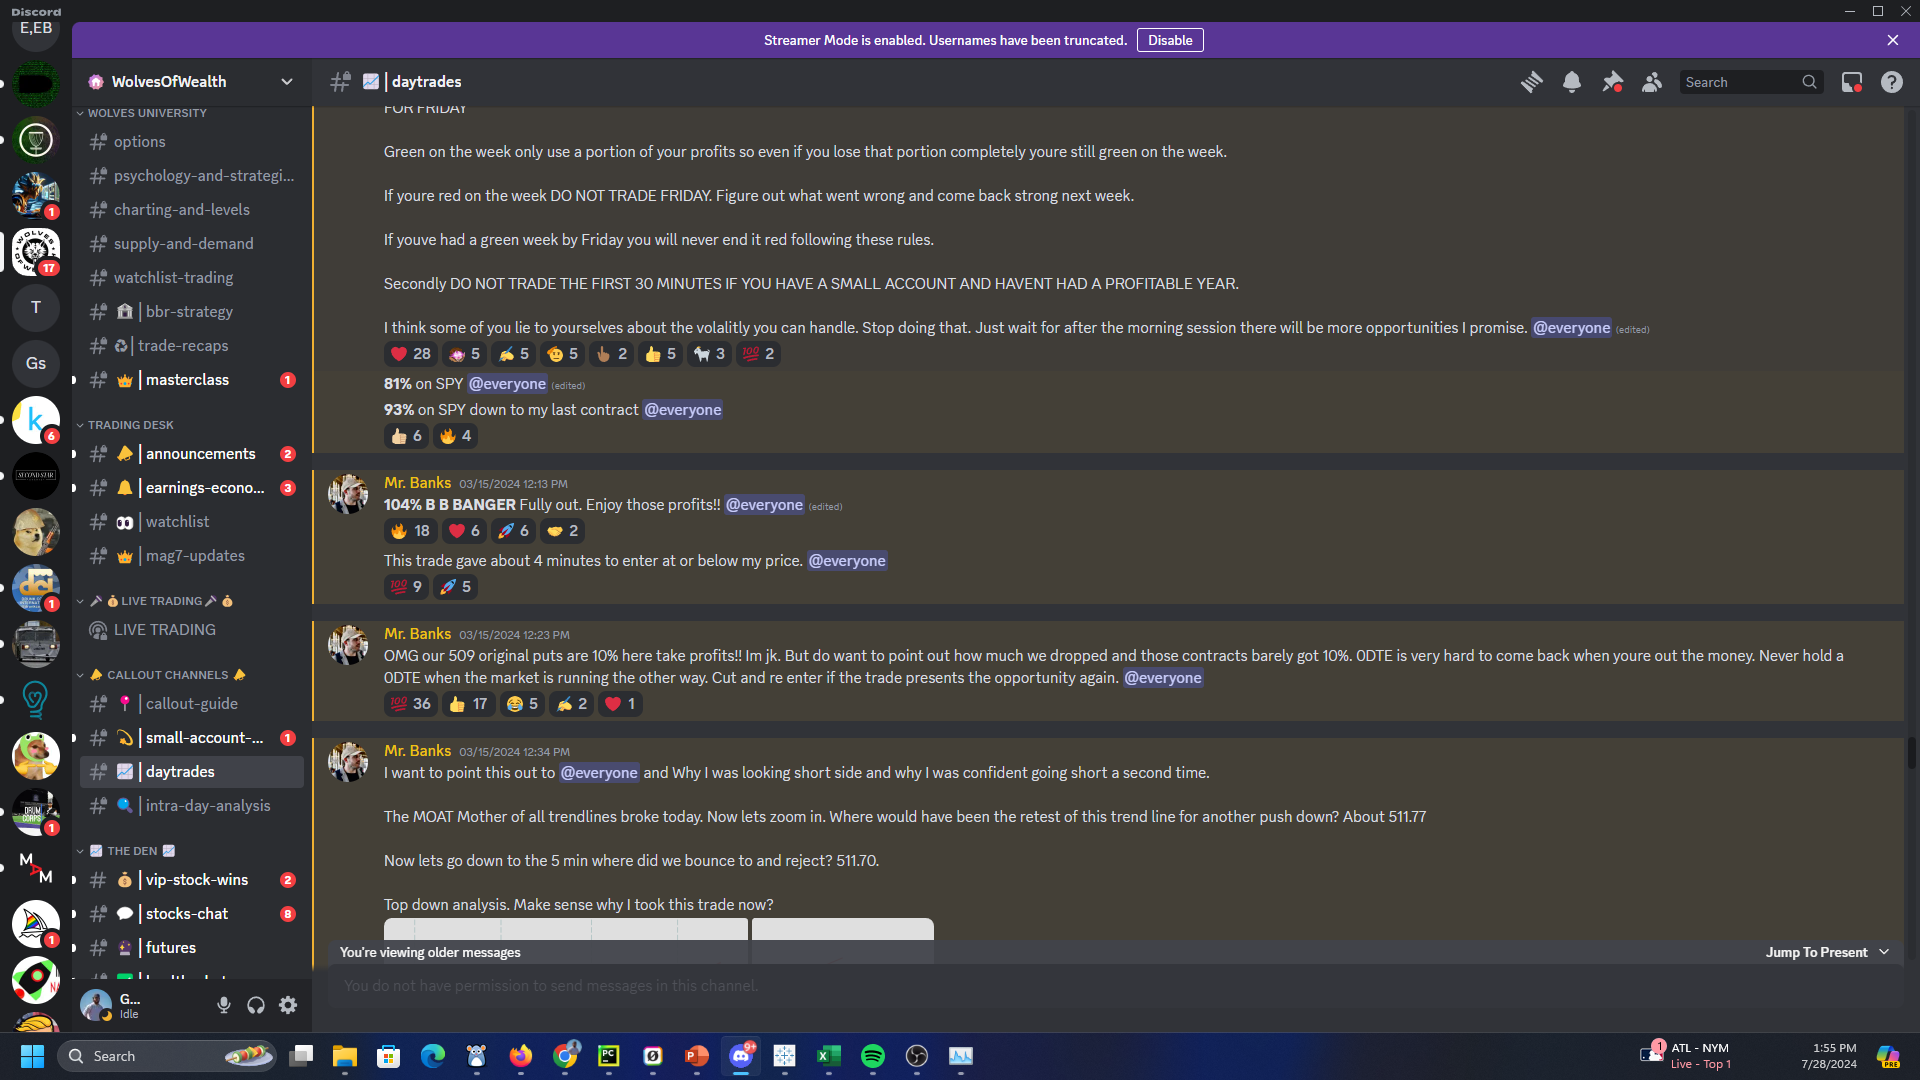 Discord
E,EB
Streamer Mode is enabled. Usernames have been truncated. Disable
WolvesOfWealth
| daytrades
Search
WOLVES UNIVERSITY
options
psychology-and-strategi...
charting-and-levels
supply-and-demand
watchlist-trading
| bbr-strategy
| trade-recaps
| masterclass 1
TRADING DESK
| announcements 2
| earnings-econo... 3
| watchlist
| mag7-updates
LIVE TRADING
LIVE TRADING
CALLOUT CHANNELS
| callout-guide
| small-account-... 1
| daytrades
| intra-day-analysis
THE DEN
| vip-stock-wins 2
| stocks-chat 8
| futures
1
WOLVES
17
T
Gs
k
6
SECOND STAR
dci
1
DRUM CORPS
1
M A M
1
G...
Idle
FOR FRIDAY
Green on the week only use a portion of your profits so even if you lose that portion completely youre still green on the week.
If youre red on the week DO NOT TRADE FRIDAY. Figure out what went wrong and come back strong next week.
If youve had a green week by Friday you will never end it red following these rules.
Secondly DO NOT TRADE THE FIRST 30 MINUTES IF YOU HAVE A SMALL ACCOUNT AND HAVENT HAD A PROFITABLE YEAR.
I think some of you lie to yourselves about the volalitly you can handle. Stop doing that. Just wait for after the morning session there will be more opportunities I promise. @everyone (edited)
28 5 5 5 2 5 3 100 2
81% on SPY @everyone (edited)
93% on SPY down to my last contract @everyone
6 4
Mr. Banks 03/15/2024 12:13 PM
104% B B BANGER Fully out. Enjoy those profits!! @everyone (edited)
18 6 6 2
This trade gave about 4 minutes to enter at or below my price. @everyone
100 9 5
Mr. Banks 03/15/2024 12:23 PM
OMG our 509 original puts are 10% here take profits!! Im jk. But do want to point out how much we dropped and those contracts barely got 10%. 0DTE is very hard to come back when youre out the money. Never hold a
0DTE when the market is running the other way. Cut and re enter if the trade presents the opportunity again. @everyone
100 36 17 5 2 1
Mr. Banks 03/15/2024 12:34 PM
I want to point this out to @everyone and Why I was looking short side and why I was confident going short a second time.
The MOAT Mother of all trendlines broke today. Now lets zoom in. Where would have been the retest of this trend line for another push down? About 511.77
Now lets go down to the 5 min where did we bounce to and reject? 511.70.
Top down analysis. Make sense why I took this trade now?
You're viewing older messages Jump To Present
You do not have permission to send messages in this channel.
Search
PC
9+
1
ATL - NYM
Live - Top 1
1:55 PM
7/28/2024
PRE